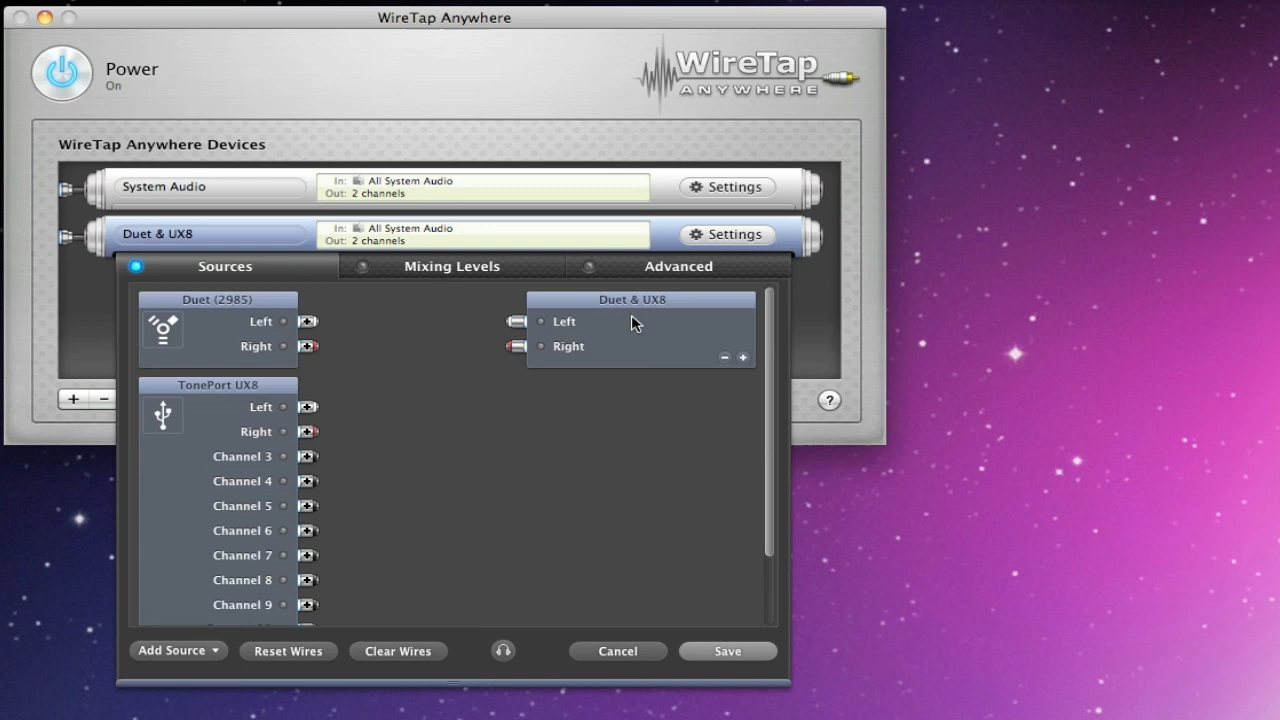 WireTap Anywhere
Power
On
WireTap
ANYWHERE
WireTap Anywhere Devices
System Audio
In: All System Audio
Out: 2 channels
Settings
Duet & UX8
In: All System Audio
Out: 2 channels
Settings
Sources
Mixing Levels
Advanced
Duet (2985)
Left
Right
Duet & UX8
Left
Right
TonePort UX8
Left
Right
Channel 3
Channel 4
Channel 5
Channel 6
Channel 7
Channel 8
Channel 9
+ −
?
Add Source
Reset Wires
Clear Wires
Cancel
Save